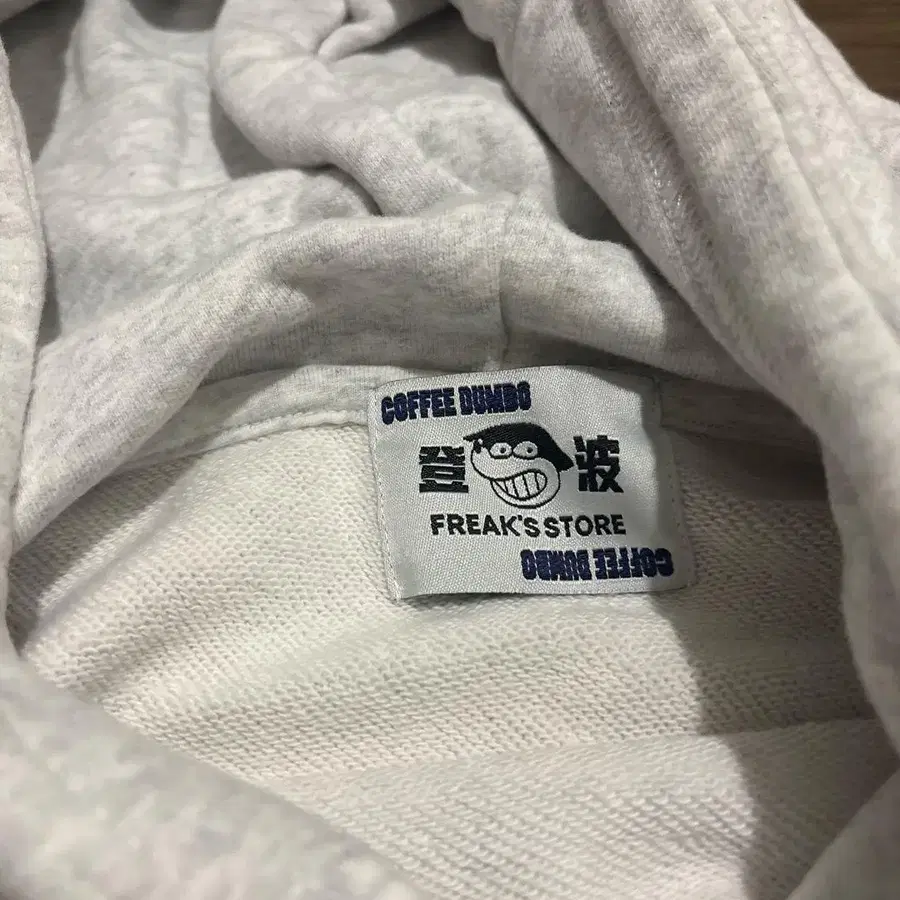 COFFEE DUMBO
登 波
FREAK'S STORE
COFFEE DUMBO